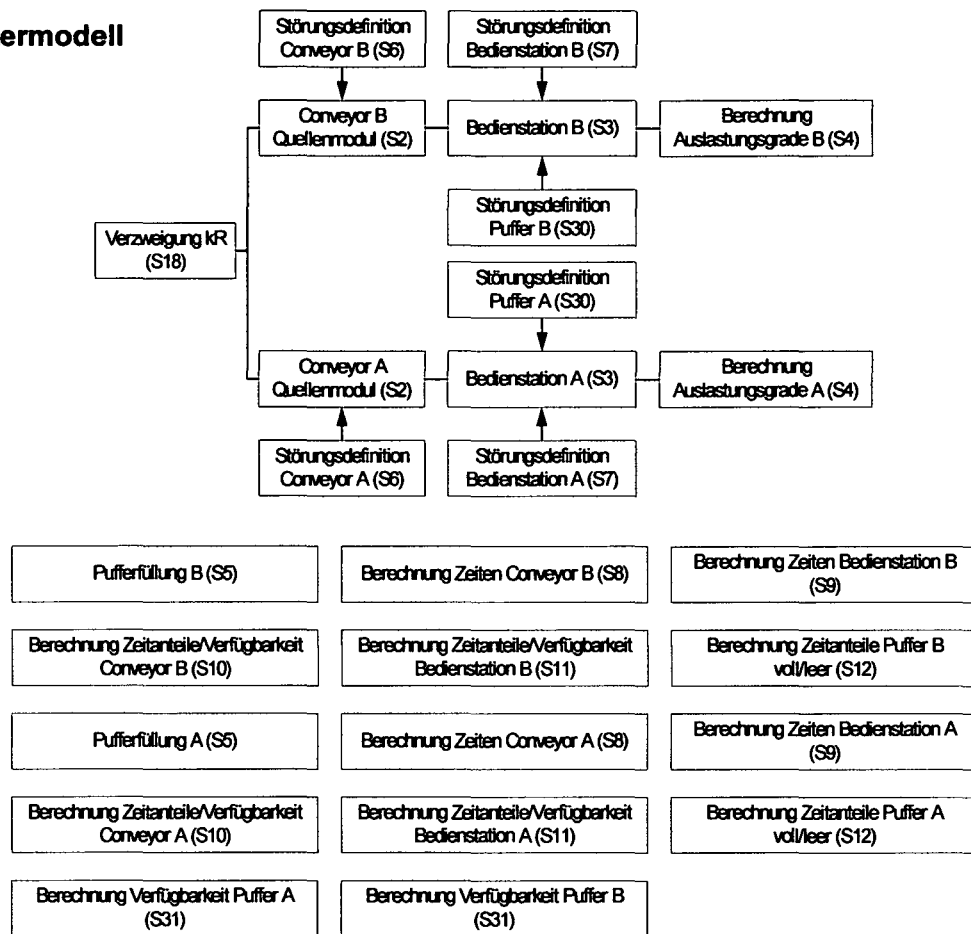 ermodell
Störungsdefinition
Conveyor B (S6)
Störungsdefinition
Bedienstation B (S7)
Conveyor B
Quellenmodul (S2)
Bedienstation B (S3)
Berechnung
Auslastungsgrade B (S4)
Störungsdefinition
Puffer B (S30)
Verzweigung kR
(S18)
Störungsdefinition
Puffer A (S30)
Conveyor A
Quellenmodul (S2)
Bedienstation A (S3)
Berechnung
Auslastungsgrade A (S4)
Störungsdefinition
Conveyor A (S6)
Störungsdefinition
Bedienstation A (S7)
Pufferfüllung B (S5)
Berechnung Zeiten Conveyor B (S8)
Berechnung Zeiten Bedienstation B
(S9)
Berechnung Zeitanteile/Verfügbarkeit
Conveyor B (S10)
Berechnung Zeitanteile/Verfügbarkeit
Bedienstation B (S11)
Berechnung Zeitanteile Puffer B
voll/leer (S12)
Pufferfüllung A (S5)
Berechnung Zeiten Conveyor A (S8)
Berechnung Zeiten Bedienstation A
(S9)
Berechnung Zeitanteile/Verfügbarkeit
Conveyor A (S10)
Berechnung Zeitanteile/Verfügbarkeit
Bedienstation A (S11)
Berechnung Zeitanteile Puffer A
voll/leer (S12)
Berechnung Verfügbarkeit Puffer A
(S31)
Berechnung Verfügbarkeit Puffer B
(S31)